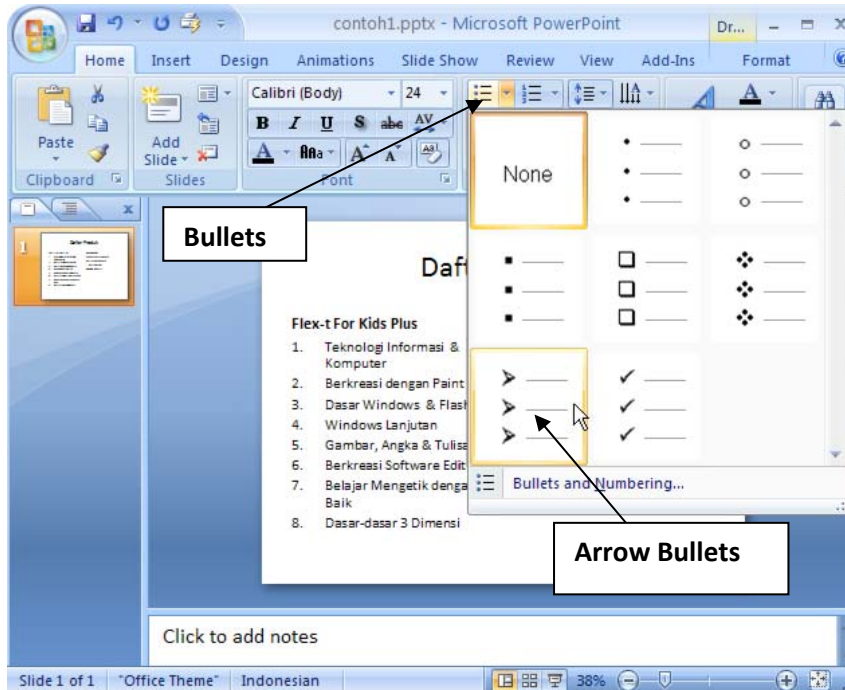 contoh1.pptx - Microsoft PowerPoint
Dr...
Home Insert Design Animations Slide Show Review View Add-Ins Format
Calibri (Body) 24
B I U S abc AV
Paste
Add
Slide
A Aa A A
A
Clipboard Slides Font
None
Bullets
1
Daft
Flex-t For Kids Plus
1. Teknologi Informasi &
Komputer
2. Berkreasi dengan Paint
3. Dasar Windows & Flash
4. Windows Lanjutan
5. Gambar, Angka & Tulisa
6. Berkreasi Software Edit
7. Belajar Mengetik denga
Baik
8. Dasar-dasar 3 Dimensi
Bullets and Numbering...
Arrow Bullets
Click to add notes
Slide 1 of 1 "Office Theme" Indonesian 38%